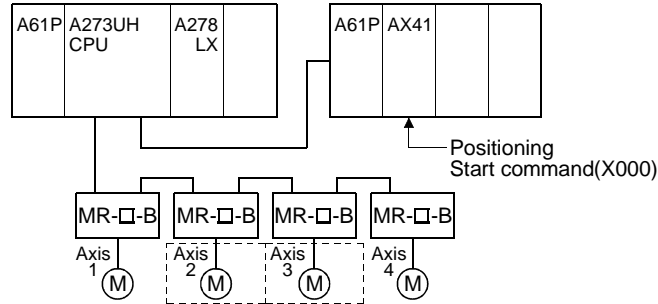 A61P A273UH CPU A278 LX
A61P AX41
Positioning
Start command(X000)
MR-□-B MR-□-B MR-□-B MR-□-B
Axis 1 Axis 2 Axis 3 Axis 4
M M M M